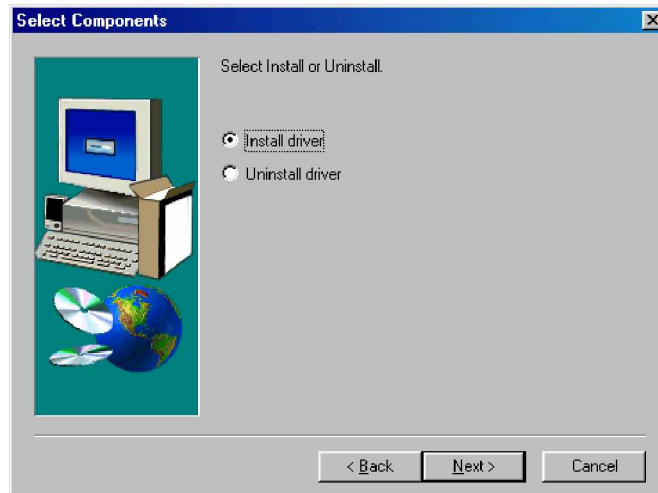 Select Components
Select Install or Uninstall.
Install driver
Uninstall driver
< Back
Next >
Cancel